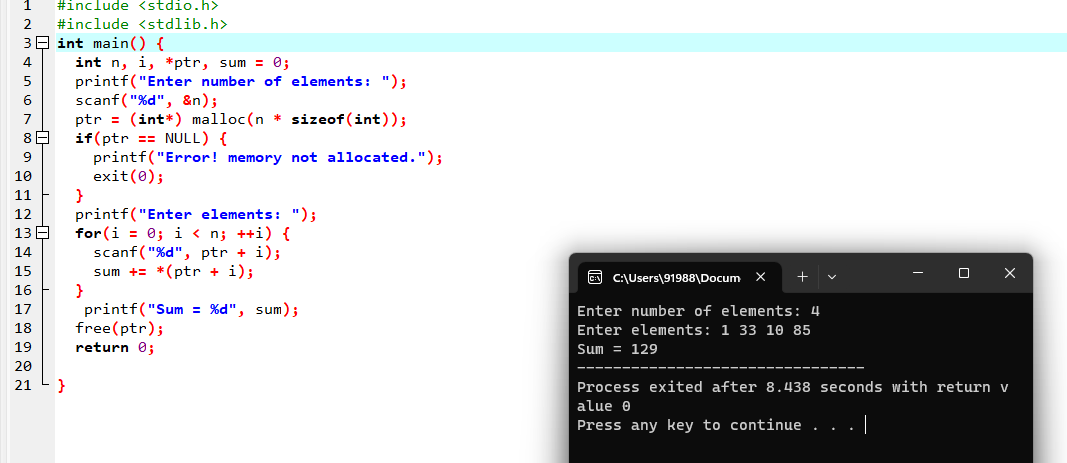 1 #include <stdio.h>
2 #include <stdlib.h>
3 int main() {
4 int n, i, *ptr, sum = 0;
5 printf("Enter number of elements: ");
6 scanf("%d", &n);
7 ptr = (int*) malloc(n * sizeof(int));
8 if(ptr == NULL) {
9 printf("Error! memory not allocated.");
10 exit(0);
11 }
12 printf("Enter elements: ");
13 for(i = 0; i < n; ++i) {
14 scanf("%d", ptr + i);
15 sum += *(ptr + i);
16 }
17 printf("Sum = %d", sum);
18 free(ptr);
19 return 0;
20
21 }
C:\Users\91988\Docum
Enter number of elements: 4
Enter elements: 1 33 10 85
Sum = 129
--------------------------------
Process exited after 8.438 seconds with return v
alue 0
Press any key to continue . . .